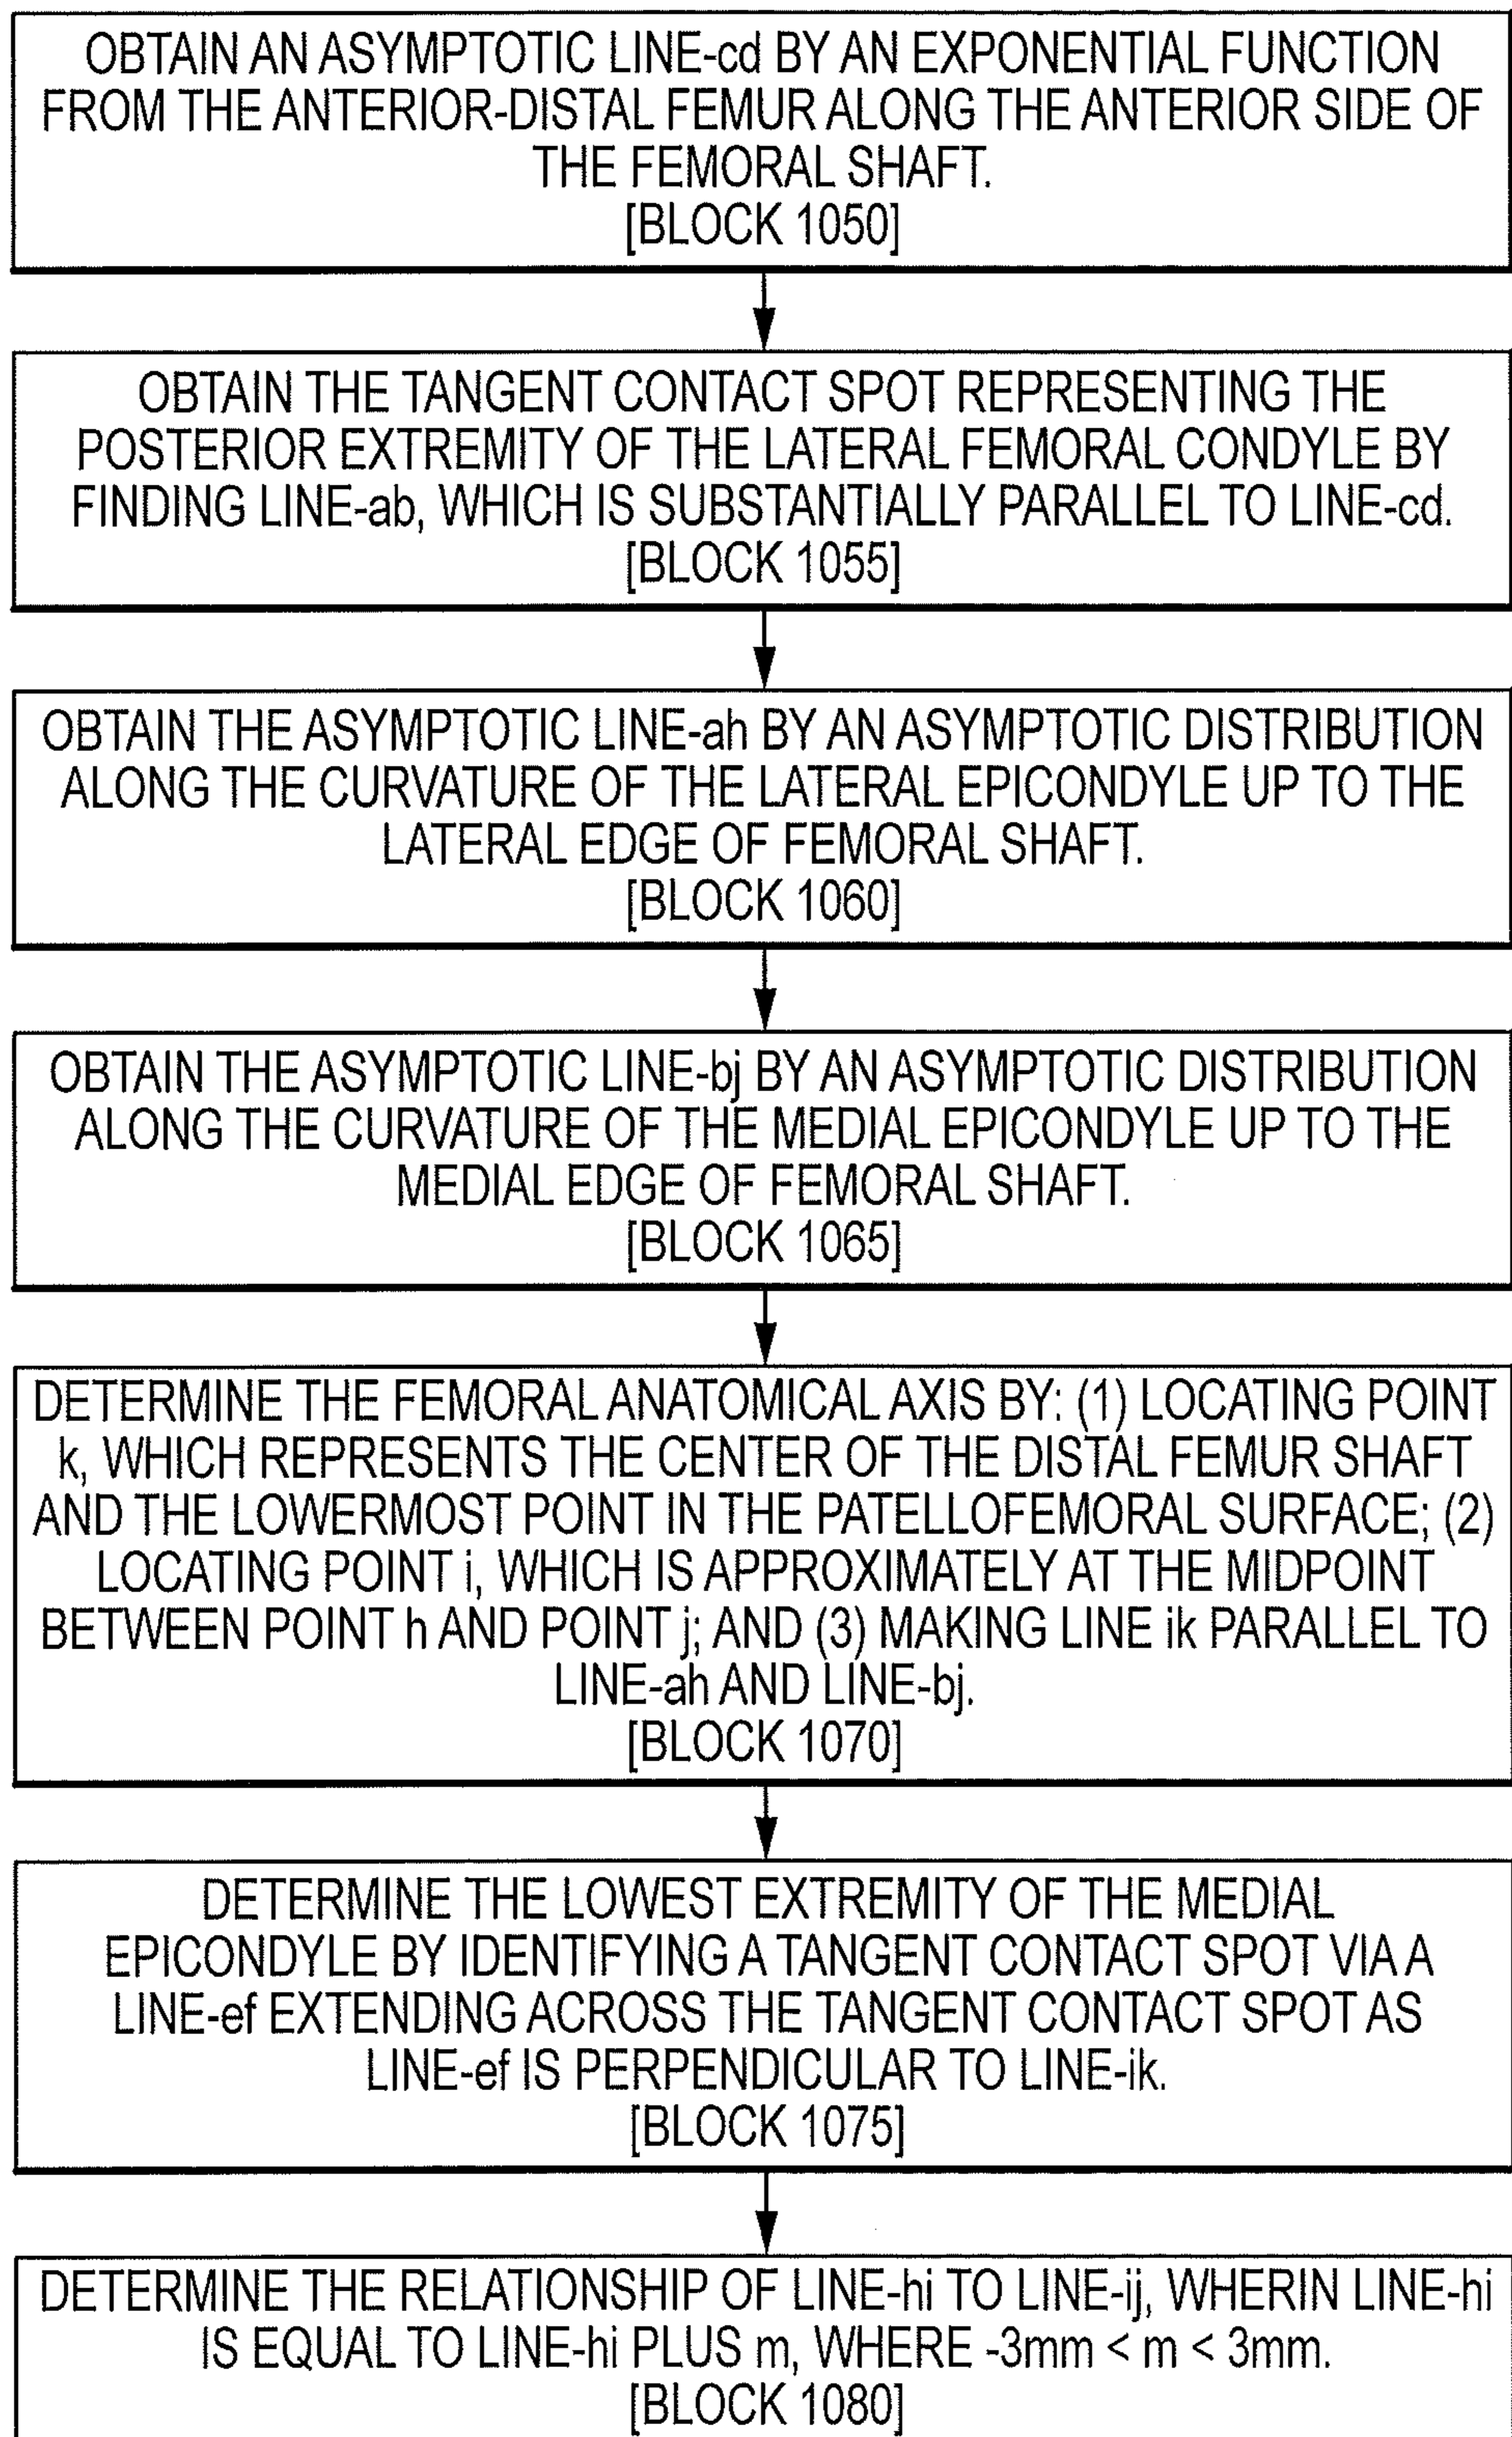 OBTAIN AN ASYMPTOTIC LINE-cd BY AN EXPONENTIAL FUNCTION
FROM THE ANTERIOR-DISTAL FEMUR ALONG THE ANTERIOR SIDE OF
THE FEMORAL SHAFT.
[BLOCK 1050]
OBTAIN THE TANGENT CONTACT SPOT REPRESENTING THE
POSTERIOR EXTREMITY OF THE LATERAL FEMORAL CONDYLE BY
FINDING LINE-ab, WHICH IS SUBSTANTIALLY PARALLEL TO LINE-cd.
[BLOCK 1055]
OBTAIN THE ASYMPTOTIC LINE-ah BY AN ASYMPTOTIC DISTRIBUTION
ALONG THE CURVATURE OF THE LATERAL EPICONDYLE UP TO THE
LATERAL EDGE OF FEMORAL SHAFT.
[BLOCK 1060]
OBTAIN THE ASYMPTOTIC LINE-bj BY AN ASYMPTOTIC DISTRIBUTION
ALONG THE CURVATURE OF THE MEDIAL EPICONDYLE UP TO THE
MEDIAL EDGE OF FEMORAL SHAFT.
[BLOCK 1065]
DETERMINE THE FEMORAL ANATOMICAL AXIS BY: (1) LOCATING POINT
k, WHICH REPRESENTS THE CENTER OF THE DISTAL FEMUR SHAFT
AND THE LOWERMOST POINT IN THE PATELLOFEMORAL SURFACE; (2)
LOCATING POINT i, WHICH IS APPROXIMATELY AT THE MIDPOINT
BETWEEN POINT h AND POINT j; AND (3) MAKING LINE ik PARALLEL TO
LINE-ah AND LINE-bj.
[BLOCK 1070]
DETERMINE THE LOWEST EXTREMITY OF THE MEDIAL
EPICONDYLE BY IDENTIFYING A TANGENT CONTACT SPOT VIA A
LINE-ef EXTENDING ACROSS THE TANGENT CONTACT SPOT AS
LINE-ef IS PERPENDICULAR TO LINE-ik.
[BLOCK 1075]
DETERMINE THE RELATIONSHIP OF LINE-hi TO LINE-ij, WHERIN LINE-hi
IS EQUAL TO LINE-hi PLUS m, WHERE -3mm < m < 3mm.
[BLOCK 1080]